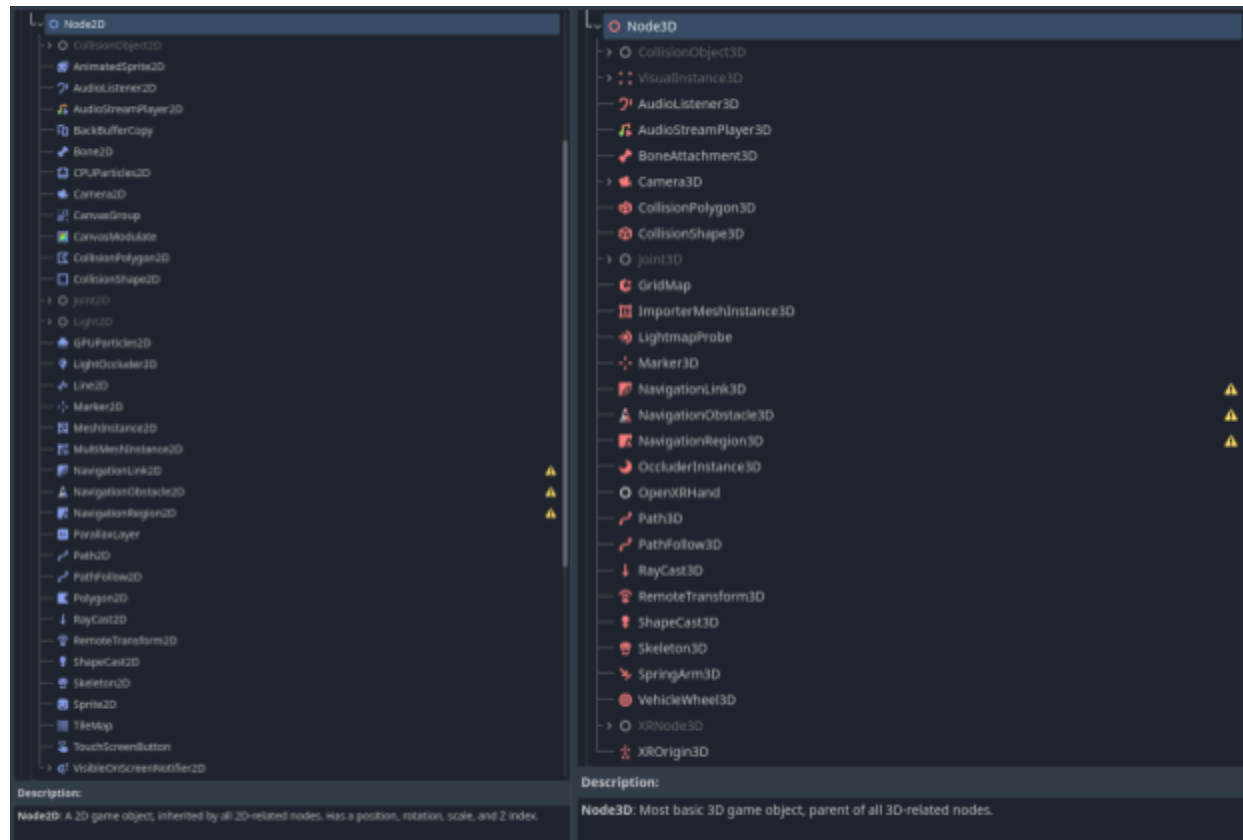 Node2D
CollisionObject2D
AnimatedSprite2D
AudioListener2D
AudioStreamPlayer2D
BackBufferCopy
Bone2D
CPUParticles2D
Camera2D
CanvasGroup
CanvasModulate
CollisionPolygon2D
CollisionShape2D
Joint2D
Light2D
GPUParticles2D
LightOccluder2D
Line2D
Marker2D
MeshInstance2D
MultiMeshInstance2D
NavigationLink2D
NavigationObstacle2D
NavigationRegion2D
ParallaxLayer
Path2D
PathFollow2D
Polygon2D
RayCast2D
RemoteTransform2D
ShapeCast2D
Skeleton2D
Sprite2D
TileMap
TouchScreenButton
VisibleOnScreenNotifier2D
Description:
Node2D: A 2D game object, inherited by all 2D-related nodes. Has a position, rotation, scale, and Z index.
Node3D
CollisionObject3D
VisualInstance3D
AudioListener3D
AudioStreamPlayer3D
BoneAttachment3D
Camera3D
CollisionPolygon3D
CollisionShape3D
Joint3D
GridMap
ImporterMeshInstance3D
LightmapProbe
Marker3D
NavigationLink3D
NavigationObstacle3D
NavigationRegion3D
OccluderInstance3D
OpenXRHand
Path3D
PathFollow3D
RayCast3D
RemoteTransform3D
ShapeCast3D
Skeleton3D
SpringArm3D
VehicleWheel3D
XRNode3D
XROrigin3D
Description:
Node3D: Most basic 3D game object, parent of all 3D-related nodes.